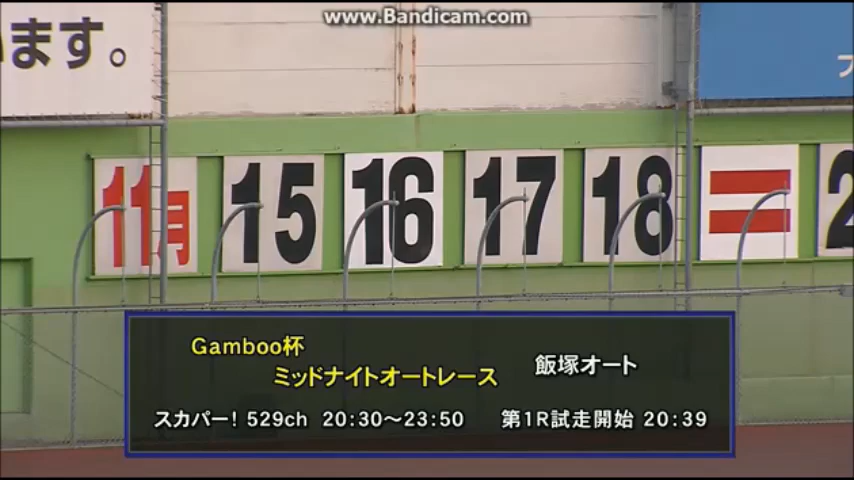 www.Bandicam.com
います。
11月 15 16 17 18 = 2
Gamboo杯
ミッドナイトオートレース
飯塚オート
スカパー! 529ch 20:30～23:50 第1R試走開始 20:39